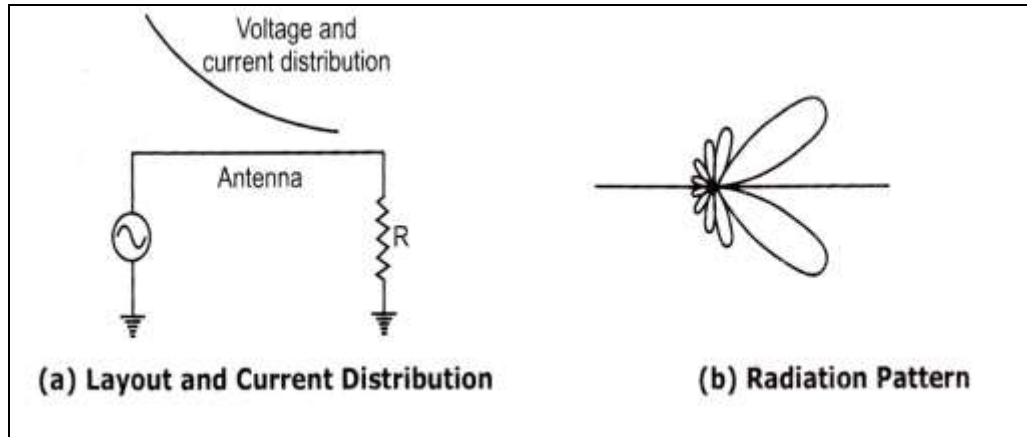 Voltage and
current distribution
Antenna
R
(a) Layout and Current Distribution
(b) Radiation Pattern